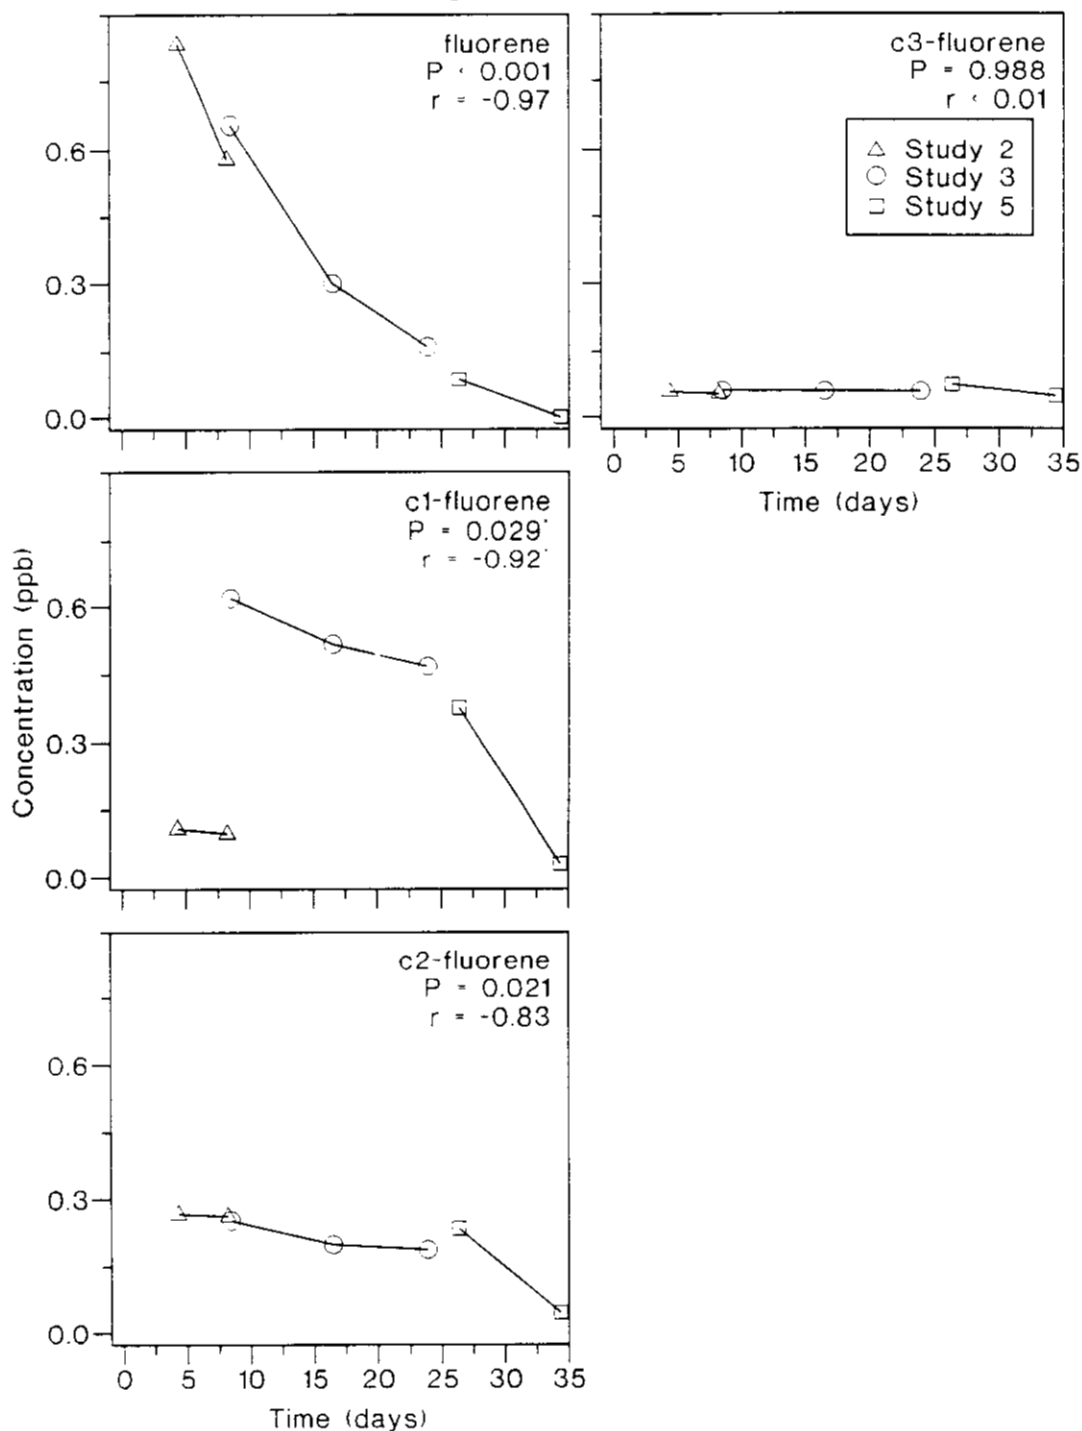 fluorene
P < 0.001
r = -0.97
0.6
0.3
0.0
c3-fluorene
P = 0.988
r < 0.01
Study 2
Study 3
Study 5
0 5 10 15 20 25 30 35
Time (days)
Concentration (ppb)
c1-fluorene
P = 0.029*
r = -0.92*
0.6
0.3
0.0
c2-fluorene
P = 0.021
r = -0.83
0.6
0.3
0.0
0 5 10 15 20 25 30 35
Time (days)